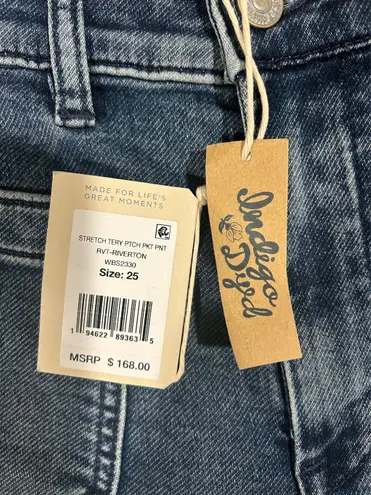 MADE FOR LIFE'S
GREAT MOMENTS
STRETCH TERY PTCH PKT PNT
RVT-RIVERTON
WBS2330
Size: 25
1 94622 89363 5
MSRP $ 168.00
Indigo
Dyd